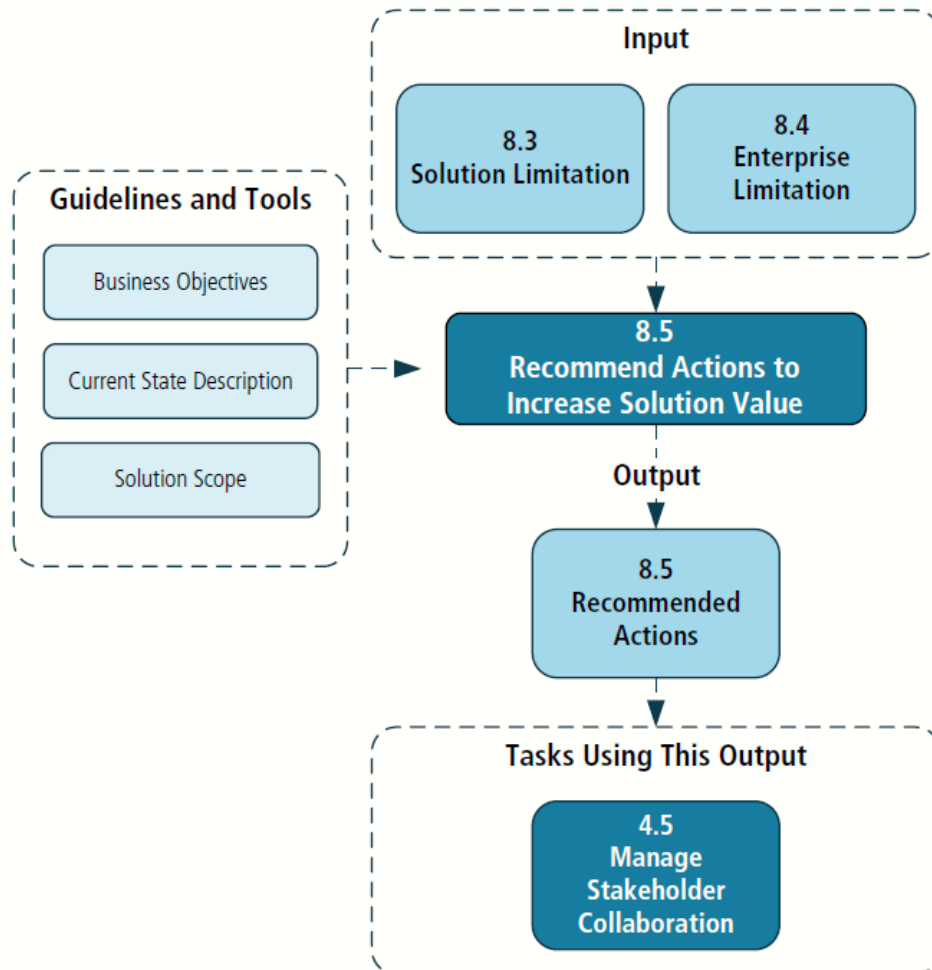 Input
8.3
Solution Limitation
8.4
Enterprise
Limitation
Guidelines and Tools
Business Objectives
Current State Description
Solution Scope
8.5
Recommend Actions to
Increase Solution Value
Output
8.5
Recommended
Actions
Tasks Using This Output
4.5
Manage
Stakeholder
Collaboration